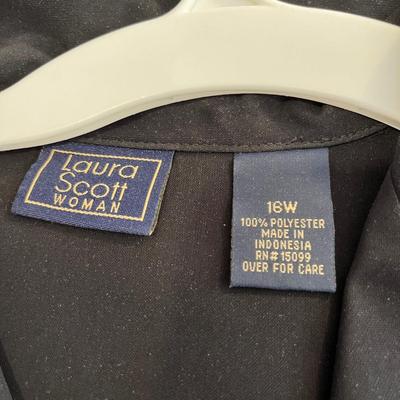 Laura
Scott
WOMAN
16W
100% POLYESTER
MADE IN
INDONESIA
RN# 15099
OVER FOR CARE